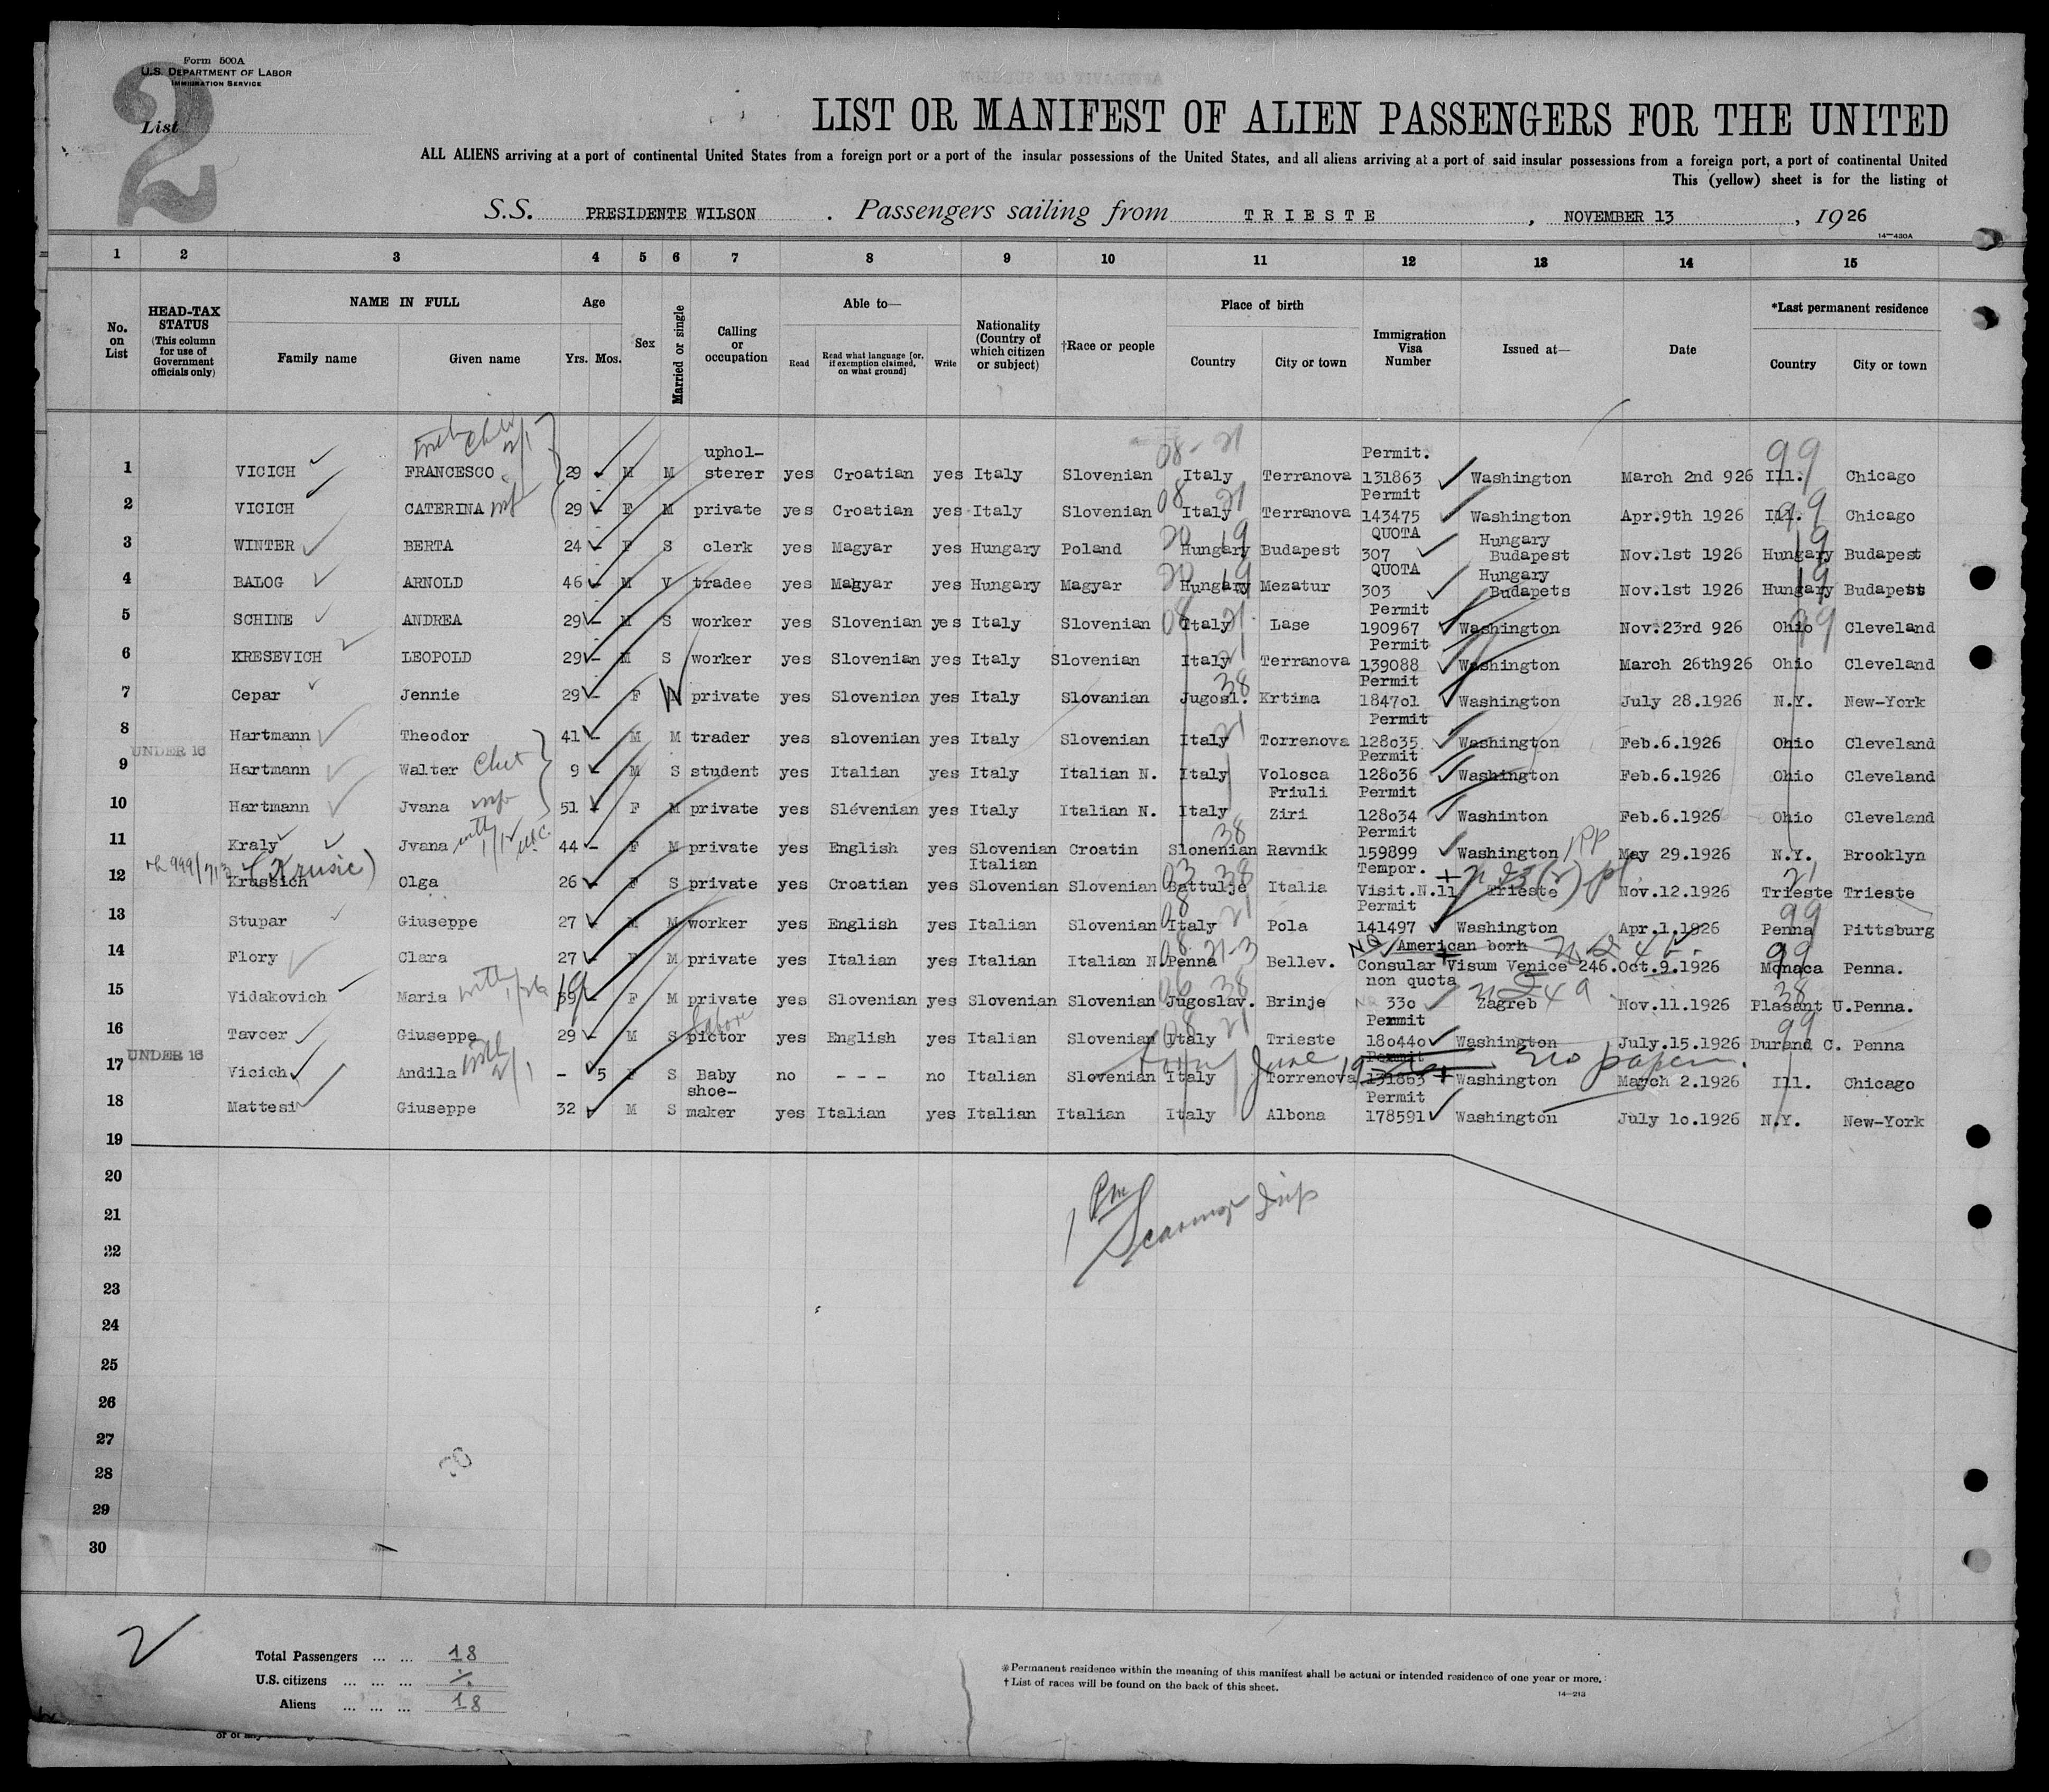 Form 500A
U.S. DEPARTMENT OF LABOR
IMMIGRATION SERVICE
2
List
LIST OR MANIFEST OF ALIEN PASSENGERS FOR THE UNITED
ALL ALIENS arriving at a port of continental United States from a foreign port or a port of the insular possessions of the United States, and all aliens arriving at a port of said insular possessions from a foreign port, a port of continental United
This (yellow) sheet is for the listing of
S.S. PRESIDENTE WILSON . Passengers sailing from TRIESTE , NOVEMBER 13 , 1926
14—430A
1 2 3 4 5 6 7 8 9 10 11 12 13 14 15
No. on List
HEAD-TAX STATUS (This column for use of Government officials only)
NAME IN FULL
Family name Given name
Age
Yrs. Mos.
Sex
Married or single
Calling or occupation
Able to—
Read Read what language [or, if exemption claimed, on what ground] Write
Nationality (Country of which citizen or subject)
†Race or people
Place of birth
Country City or town
Immigration Visa Number
Issued at—
Date
*Last permanent residence
Country City or town
1 VICICH FRANCESCO 29 - M M uphol-sterer yes Croatian yes Italy Slovenian Italy Terranova Permit. 131863 Washington March 2nd 926 Ill. Chicago
2 VICICH CATERINA 29 - F M private yes Croatian yes Italy Slovenian Italy Terranova Permit 143475 Washington Apr.9th 1926 Ill. Chicago
3 WINTER BERTA 24 - F S clerk yes Magyar yes Hungary Poland Hungary Budapest QUOTA 307 Hungary Budapest Nov.1st 1926 Hungary Budapest
4 BALOG ARNOLD 46 - M V tradee yes Magyar yes Hungary Magyar Hungary Mezatur QUOTA 303 Hungary Budapets Nov.1st 1926 Hungary Budapest
5 SCHINE ANDREA 29 - M S worker yes Slovenian yes Italy Slovenian Italy Lase Permit 190967 Washington Nov.23rd 926 Ohio Cleveland
6 KRESEVICH LEOPOLD 29 - M S worker yes Slovenian yes Italy Slovenian Italy Terranova Permit 139088 Washington March 26th926 Ohio Cleveland
7 Cepar Jennie 29 - F W private yes Slovenian yes Italy Slovanian Jugosl. Krtima Permit 184701 Washington July 28.1926 N.Y. New-York
8 Hartmann Theodor 41 - M M trader yes slovenian yes Italy Slovenian Italy Torrenova Permit 128035 Washington Feb.6.1926 Ohio Cleveland
UNDER 16
9 Hartmann Walter 9 - M S student yes Italian yes Italy Italian N. Italy Volosca Permit 128036 Washington Feb.6.1926 Ohio Cleveland
10 Hartmann Jvana 51 - F M private yes Slévenian yes Italy Italian N. Italy Friuli Ziri Permit 128034 Washinton Feb.6.1926 Ohio Cleveland
11 Kraly Jvana 44 - F M private yes English yes Slovenian Croatin Slonenian Ravnik Permit 159899 Washington May 29.1926 N.Y. Brooklyn
(Krusic)
12 Krussich Olga 26 - F S private yes Croatian yes Italian Slovenian Slovenian Battulje Italia Tempor. Visit.N.11 Trieste Nov.12.1926 Trieste Trieste
13 Stupar Giuseppe 27 - M M worker yes English yes Italian Slovenian Italy Pola Permit 141497 Washington Apr.1.1926 Penna Pittsburg
14 Flory Clara 27 - F M private yes Italian yes Italian Italian N. Penna Bellev. American born Consular Visum Venice 246. Oct.9.1926 Monaca Penna.
15 Vidakovich Maria 39 - F M private yes Slovenian yes Slovenian Slovenian Jugoslav. Brinje non quota 330 Zagreb Nov.11.1926 Plasant U.Penna.
16 Tavcer Giuseppe 29 - M S pictor yes English yes Italian Slovenian Italy Trieste Permit 180440 Washington July.15.1926 Durand C. Penna
UNDER 16
17 Vicich Andila - 5 F S Baby no - - - no Italian Slovenian Italy Torrenova Permit 131863 Washington March 2.1926 Ill. Chicago
no papers
18 Mattesi Giuseppe 32 - M S shoe-maker yes Italian yes Italian Italian Italy Albona Permit 178591 Washington July 10.1926 N.Y. New-York
19
20
21
22
23
24
25
26
27
28
29
30
Total Passengers ... ... 18
U.S. citizens ... ... ... ⁒
Aliens ... ... ... 18
※Permanent residence within the meaning of this manifest shall be actual or intended residence of one year or more.
† List of races will be found on the back of this sheet.
14—213